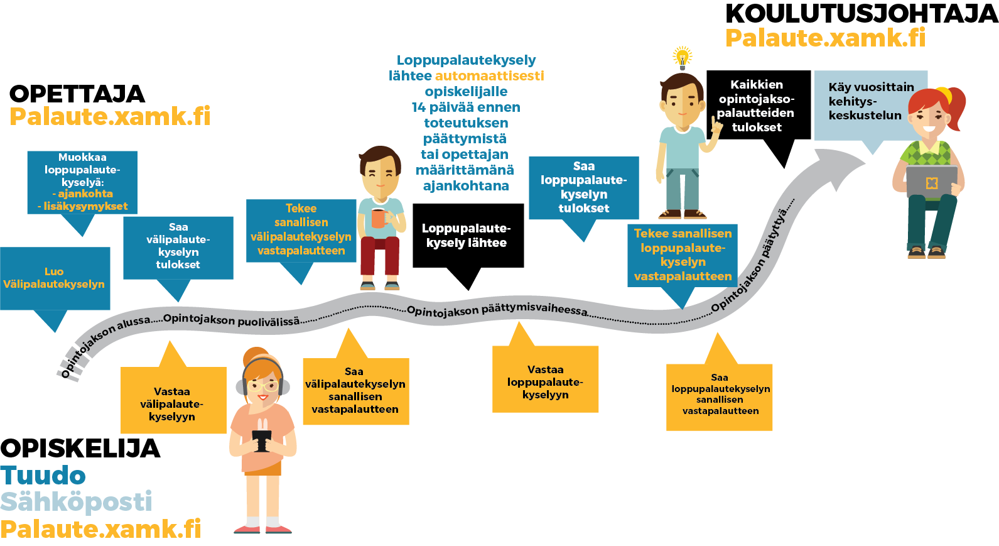 KOULUTUSJOHTAJA
Palaute.xamk.fi
OPETTAJA
Palaute.xamk.fi
Loppupalautekysely
lähtee automaattisesti
opiskelijalle
14 päivää ennen
toteutuksen
päättymistä
tai opettajan
määrittämänä
ajankohtana
Kaikkien
opintojakso-
palautteiden
tulokset
Käy vuosittain
kehitys-
keskustelun
Muokkaa
loppupalaute-
kyselyä:
- ajankohta
- lisäkysymykset
Luo
Välipalautekyselyn
Saa
välipalaute-
kyselyn
tulokset
Tekee
sanallisen
välipalautekyselyn
vastapalautteen
Loppupalaute-
kysely lähtee
Saa
loppupalaute-
kyselyn
tulokset
Tekee sanallisen
loppupalaute-
kyselyn
vastapalautteen
Opintojakson alussa.....Opintojakson puolivälissä.......................................Opintojakson päättymisvaiheessa.............................................Opintojakson päätyttyä......
Vastaa
välipalaute-
kyselyyn
Saa
välipalautekyselyn
sanallisen
vastapalautteen
Vastaa
loppupalaute-
kyselyyn
Saa
loppupalautekyselyn
sanallisen
vastapalautteen
OPISKELIJA
Tuudo
Sähköposti
Palaute.xamk.fi